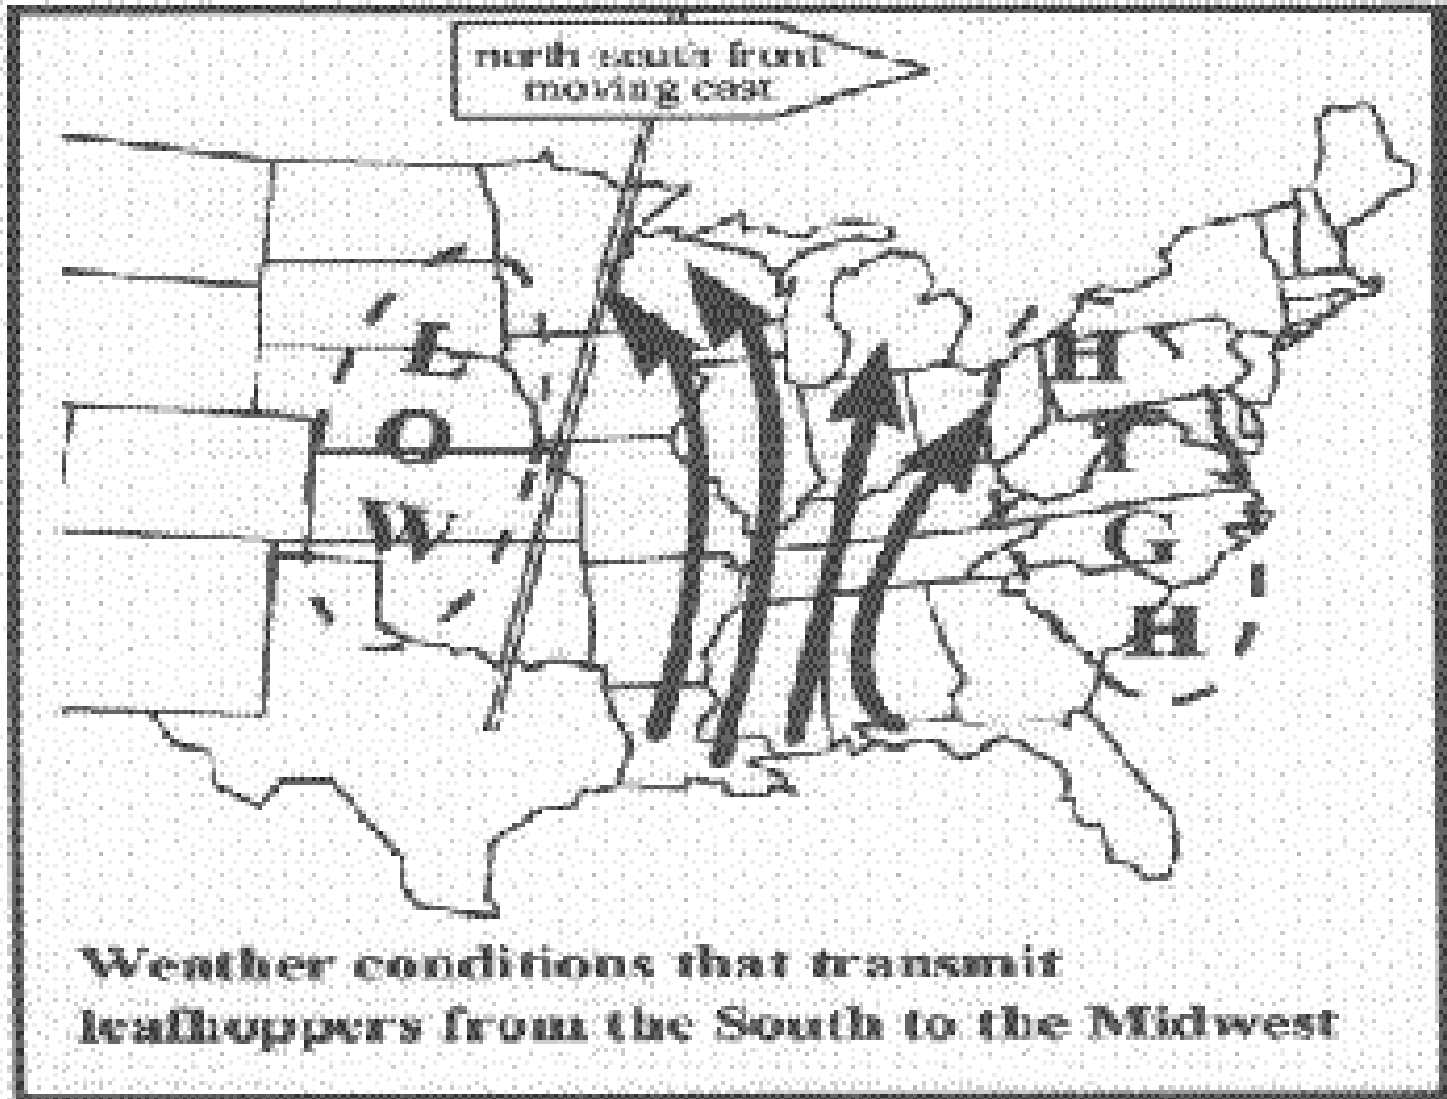 north south front
moving east
L
O
W
H
I
G
H
Weather conditions that transmit
leafhoppers from the South to the Midwest